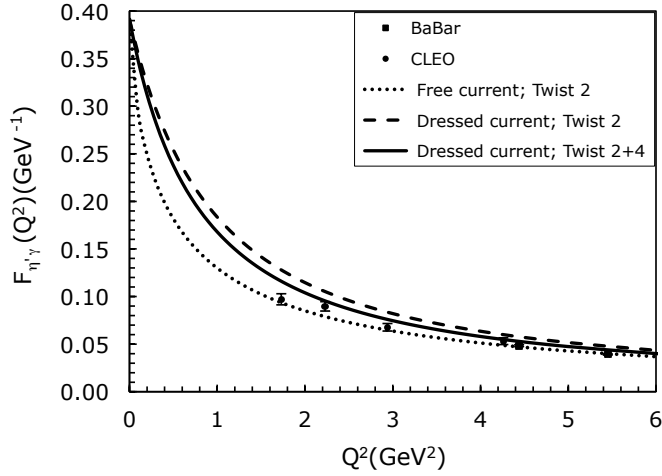 0.40
0.35
0.30
0.25
0.20
0.15
0.10
0.05
0.00
F η'γ (Q²)(GeV⁻¹)
BaBar
CLEO
Free current; Twist 2
Dressed current; Twist 2
Dressed current; Twist 2+4
0 1 2 3 4 5 6
Q²(GeV²)